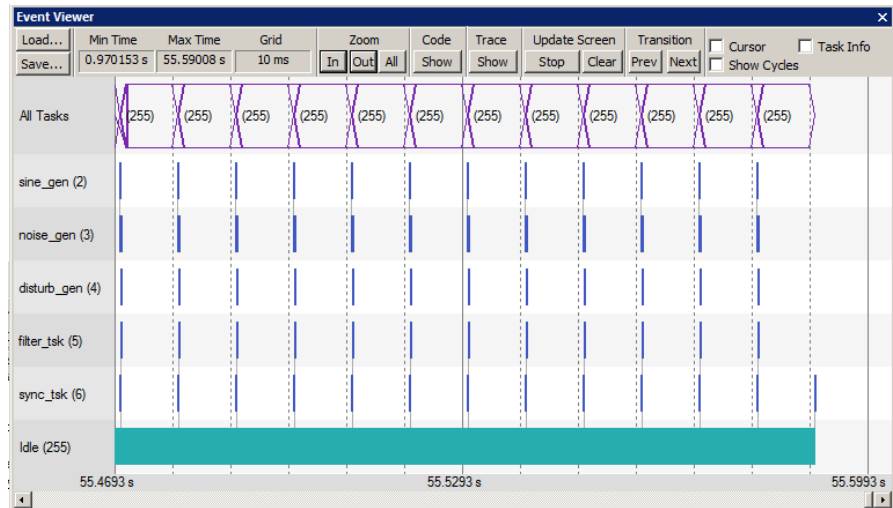 Event Viewer
Load... Min Time Max Time Grid Zoom Code Trace Update Screen Transition Cursor Task Info
Save... 0.970153 s 55.59008 s 10 ms In Out All Show Show Stop Clear Prev Next Show Cycles
All Tasks (255) (255) (255) (255) (255) (255) (255) (255) (255) (255) (255) (255)
sine_gen (2)
noise_gen (3)
disturb_gen (4)
filter_tsk (5)
sync_tsk (6)
Idle (255)
55.4693 s 55.5293 s 55.5993 s